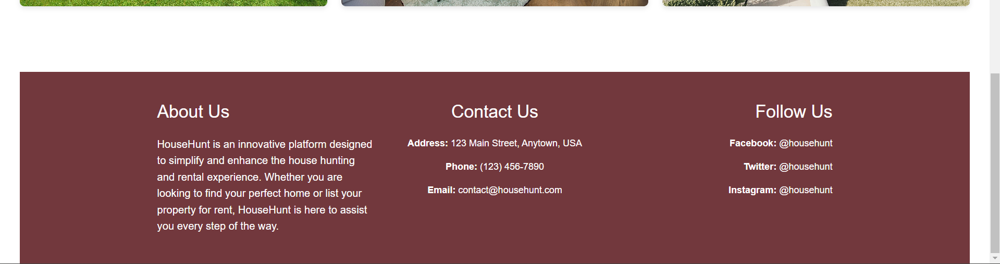 About Us
HouseHunt is an innovative platform designed
to simplify and enhance the house hunting
and rental experience. Whether you are
looking to find your perfect home or list your
property for rent, HouseHunt is here to assist
you every step of the way.
Contact Us
Address: 123 Main Street, Anytown, USA
Phone: (123) 456-7890
Email: contact@househunt.com
Follow Us
Facebook: @househunt
Twitter: @househunt
Instagram: @househunt